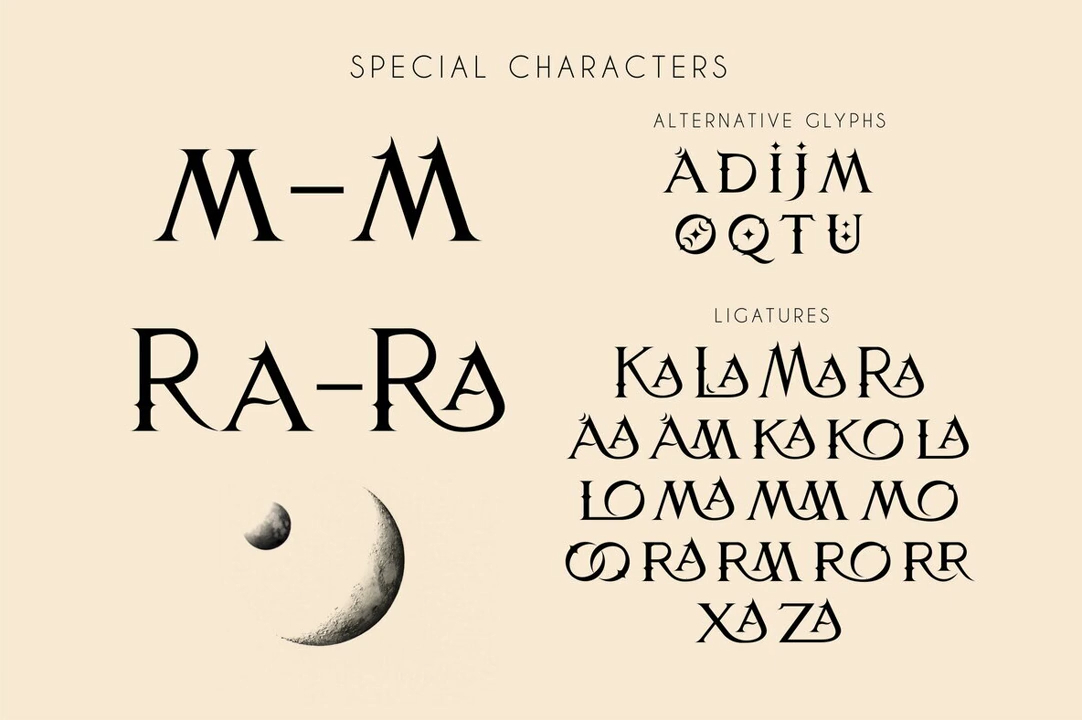 SPECIAL CHARACTERS
M–M
RA–Ra
ALTERNATIVE GLYPHS
ADIJM
OQTU
LIGATURES
Ka La Ma Ra
AA AM KA KO LA
LO MA MM MO
OO RA RM RO RR
XA ZA